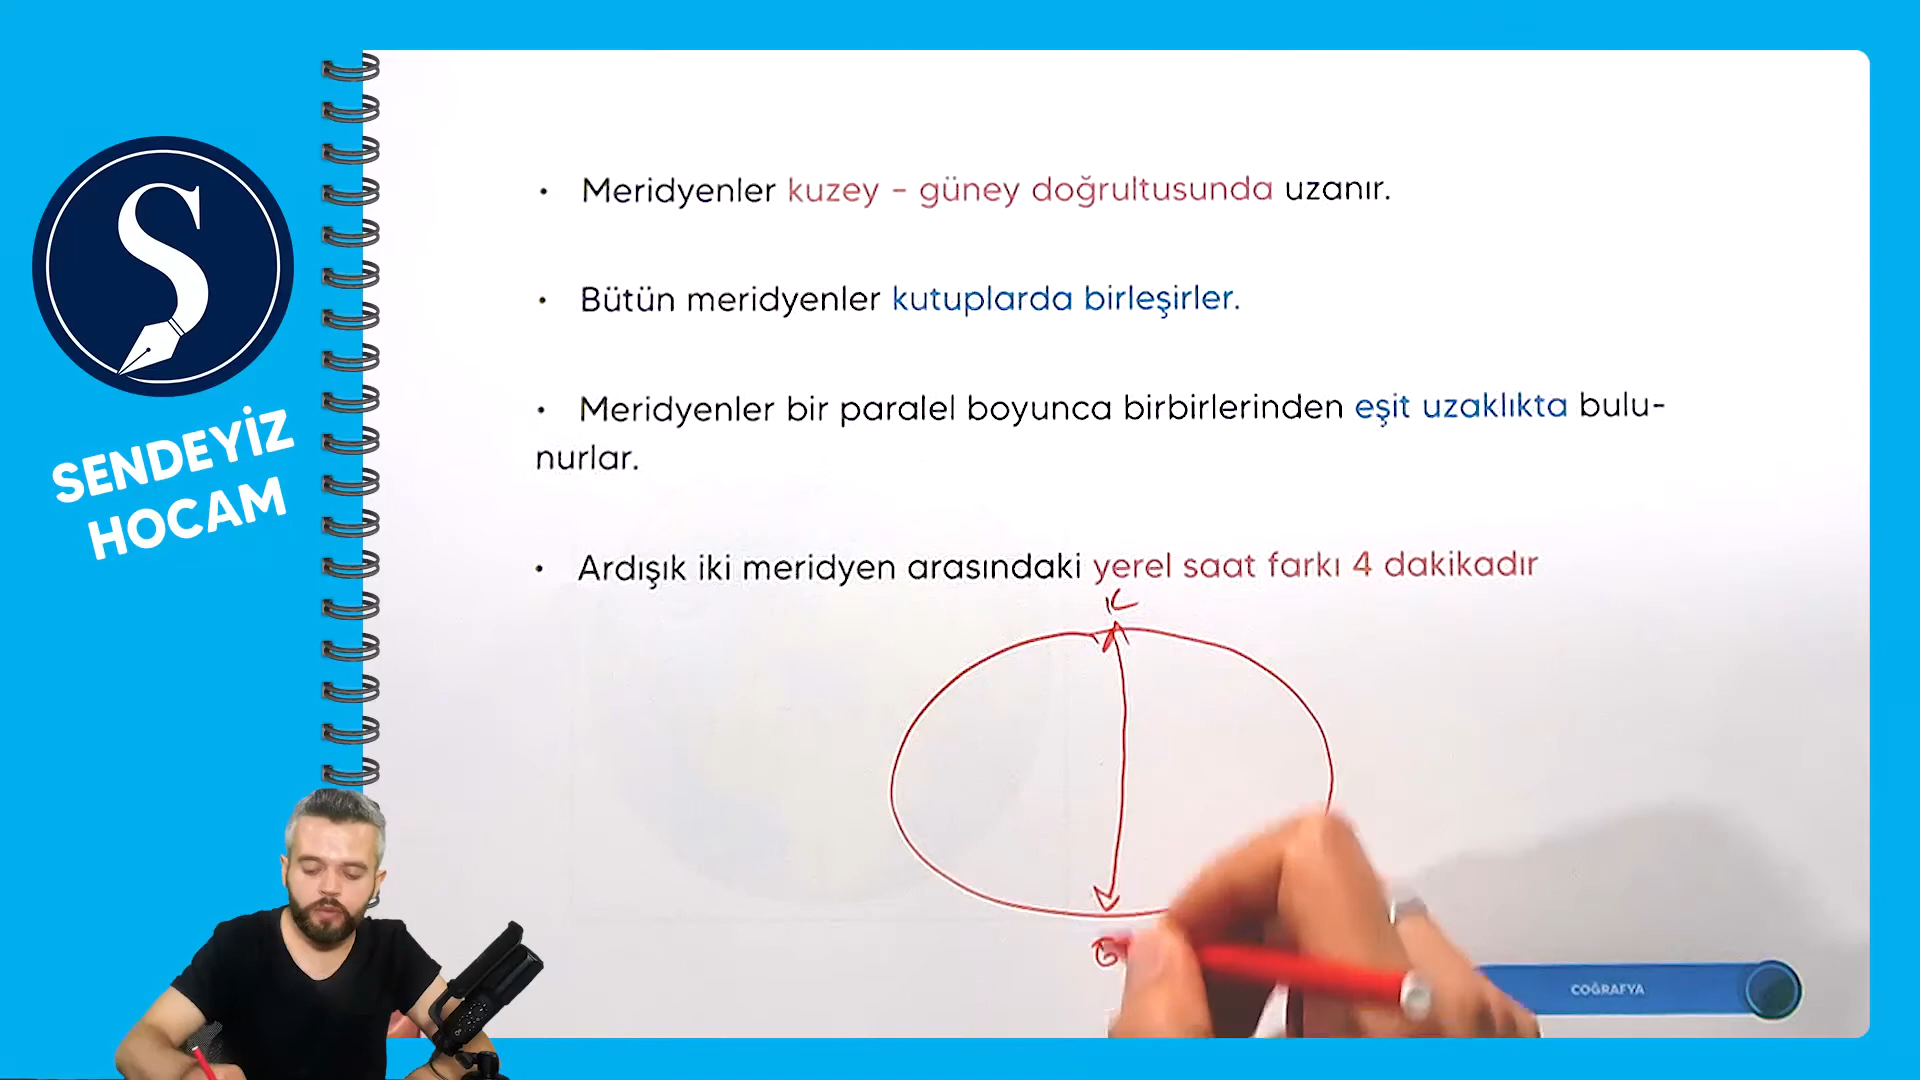 SENDEYİZ
HOCAM
• Meridyenler kuzey - güney doğrultusunda uzanır.
• Bütün meridyenler kutuplarda birleşirler.
• Meridyenler bir paralel boyunca birbirlerinden eşit uzaklıkta bulu-
nurlar.
• Ardışık iki meridyen arasındaki yerel saat farkı 4 dakikadır
K
G
COĞRAFYA